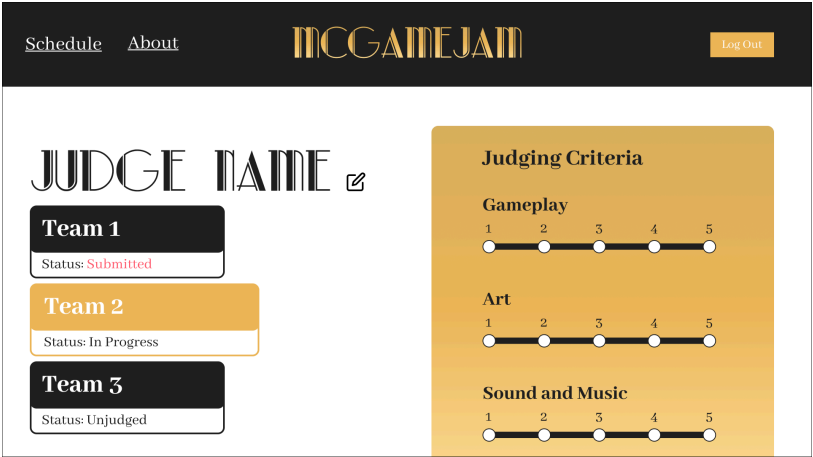 Schedule About MCGAMEJAM Log Out
JUDGE NAME
Team 1
Status: Submitted
Team 2
Status: In Progress
Team 3
Status: Unjudged
Judging Criteria
Gameplay
1 2 3 4 5
Art
1 2 3 4 5
Sound and Music
1 2 3 4 5